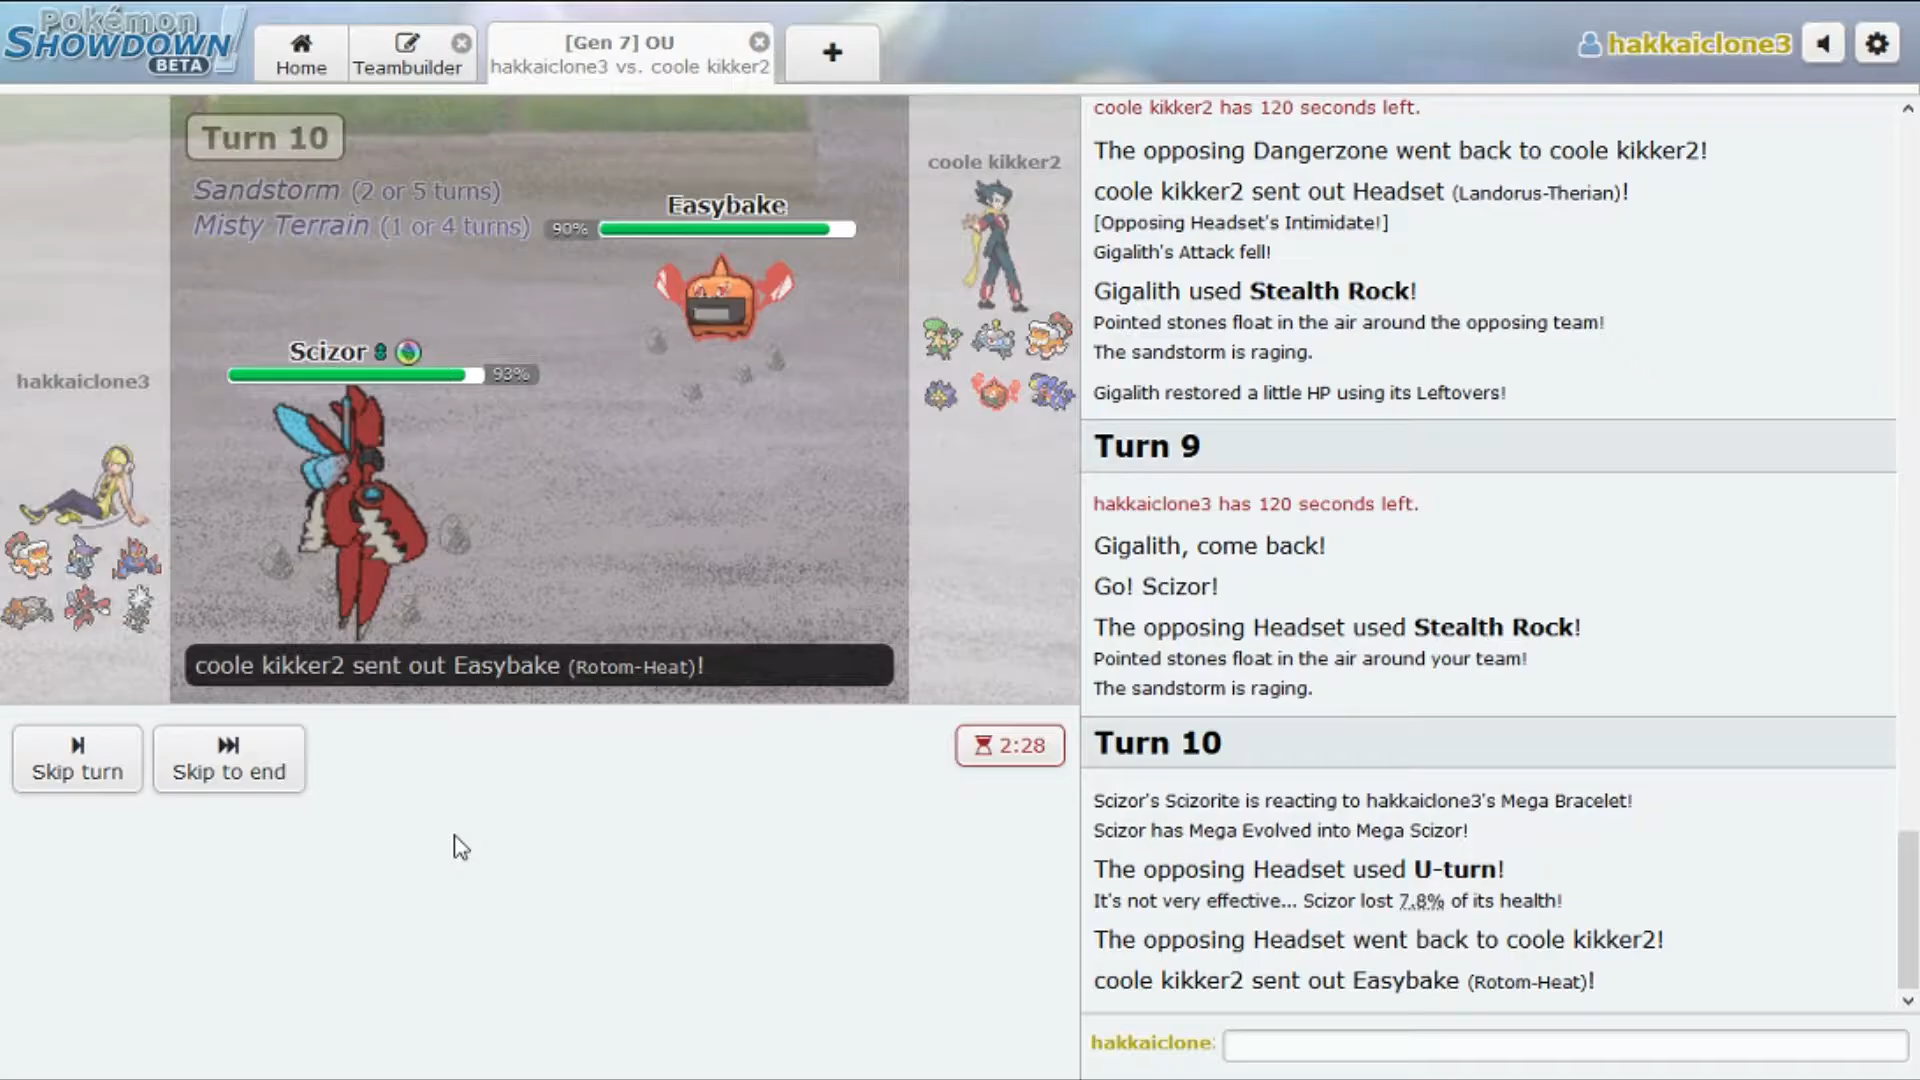 Pokémon
SHOWDOWN!
BETA
Home
Teambuilder
[Gen 7] OU
hakkaiclone3 vs. coole kikker2
+
hakkaiclone3
Turn 10
Sandstorm (2 or 5 turns)
Misty Terrain (1 or 4 turns)
Easybake
90%
Scizor
93%
hakkaiclone3
coole kikker2
coole kikker2 sent out Easybake (Rotom-Heat)!
Skip turn
Skip to end
2:28
coole kikker2 has 120 seconds left.
The opposing Dangerzone went back to coole kikker2!
coole kikker2 sent out Headset (Landorus-Therian)!
[Opposing Headset's Intimidate!]
Gigalith's Attack fell!
Gigalith used Stealth Rock!
Pointed stones float in the air around the opposing team!
The sandstorm is raging.
Gigalith restored a little HP using its Leftovers!
Turn 9
hakkaiclone3 has 120 seconds left.
Gigalith, come back!
Go! Scizor!
The opposing Headset used Stealth Rock!
Pointed stones float in the air around your team!
The sandstorm is raging.
Turn 10
Scizor's Scizorite is reacting to hakkaiclone3's Mega Bracelet!
Scizor has Mega Evolved into Mega Scizor!
The opposing Headset used U-turn!
It's not very effective... Scizor lost 7.8% of its health!
The opposing Headset went back to coole kikker2!
coole kikker2 sent out Easybake (Rotom-Heat)!
hakkaiclone: